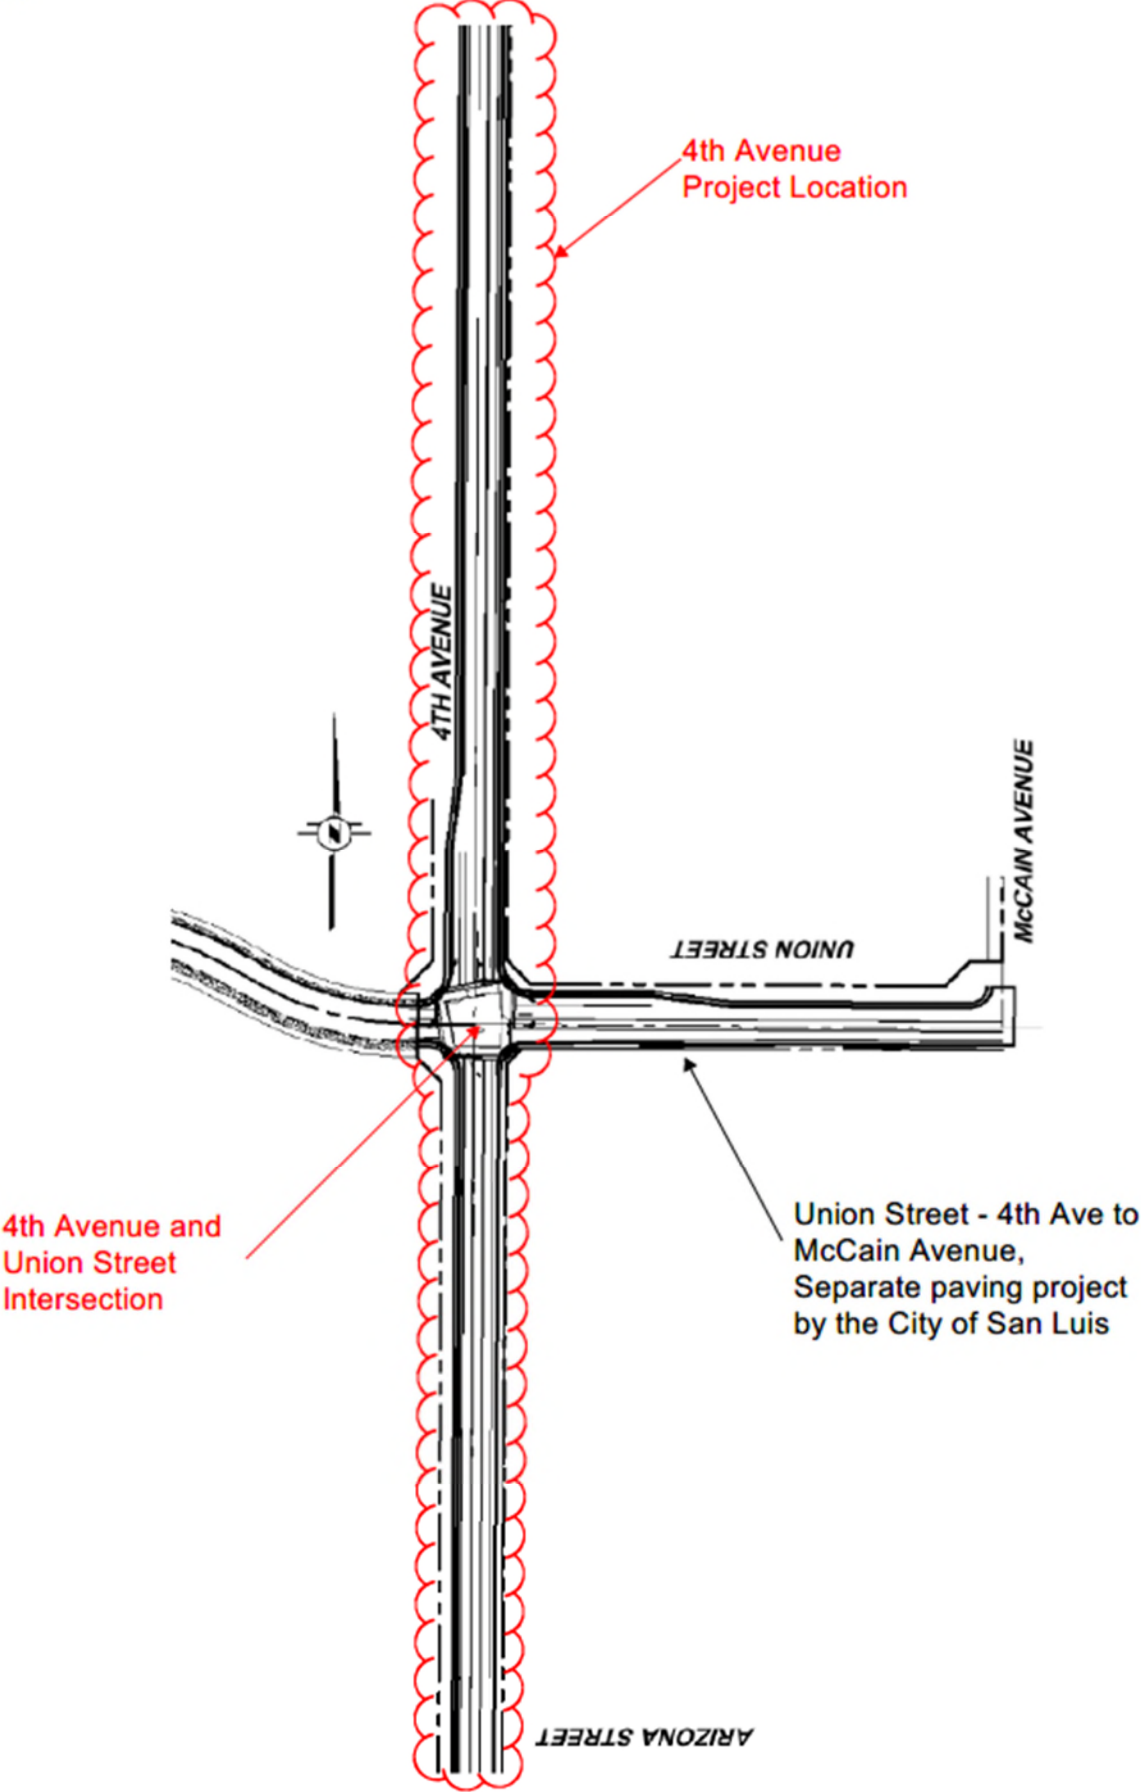 4th Avenue
Project Location
4TH AVENUE
McCAIN AVENUE
UNION STREET
N
4th Avenue and
Union Street
Intersection
Union Street - 4th Ave to
McCain Avenue,
Separate paving project
by the City of San Luis
ARIZONA STREET